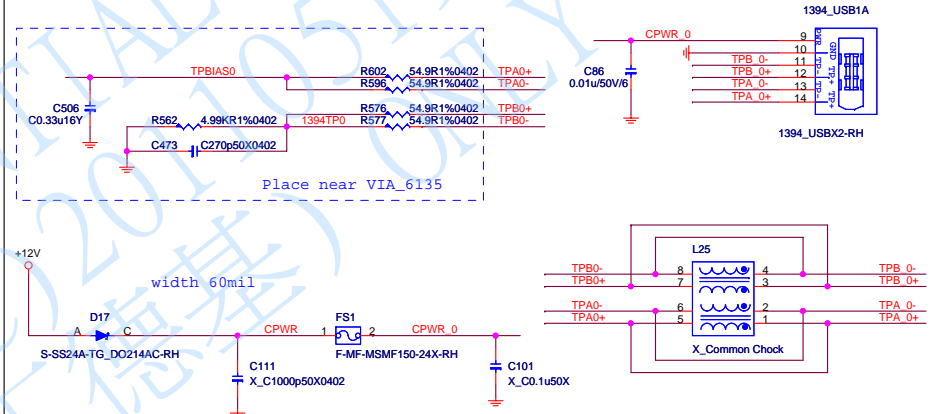 1394_USB1A
CPWR_0
9
PWR
10
GND
TPB_0-
11
TP-
TPB_0+
12
TP+
TPA_0-
13
TP-
TPA_0+
14
TP+
C86
0.01u/50V/6
1394_USBX2-RH
TPBIAS0
R602
54.9R1%0402
TPA0+
R596
54.9R1%0402
TPA0-
C506
C0.33u16Y
R576
54.9R1%0402
TPB0+
R562
4.99KR1%0402
1394TP0
R577
54.9R1%0402
TPB0-
C473
C270p50X0402
Place near VIA_6135
+12V
width 60mil
D17
A
C
S-SS24A-TG_DO214AC-RH
CPWR
FS1
1
2
CPWR_0
F-MF-MSMF150-24X-RH
C111
X_C1000p50X0402
C101
X_C0.1u50X
L25
TPB0-
8
4
TPB_0-
TPB0+
7
3
TPB_0+
TPA0-
6
2
TPA_0-
TPA0+
5
1
TPA_0+
X_Common Chock
2011051
ONLY
德基)